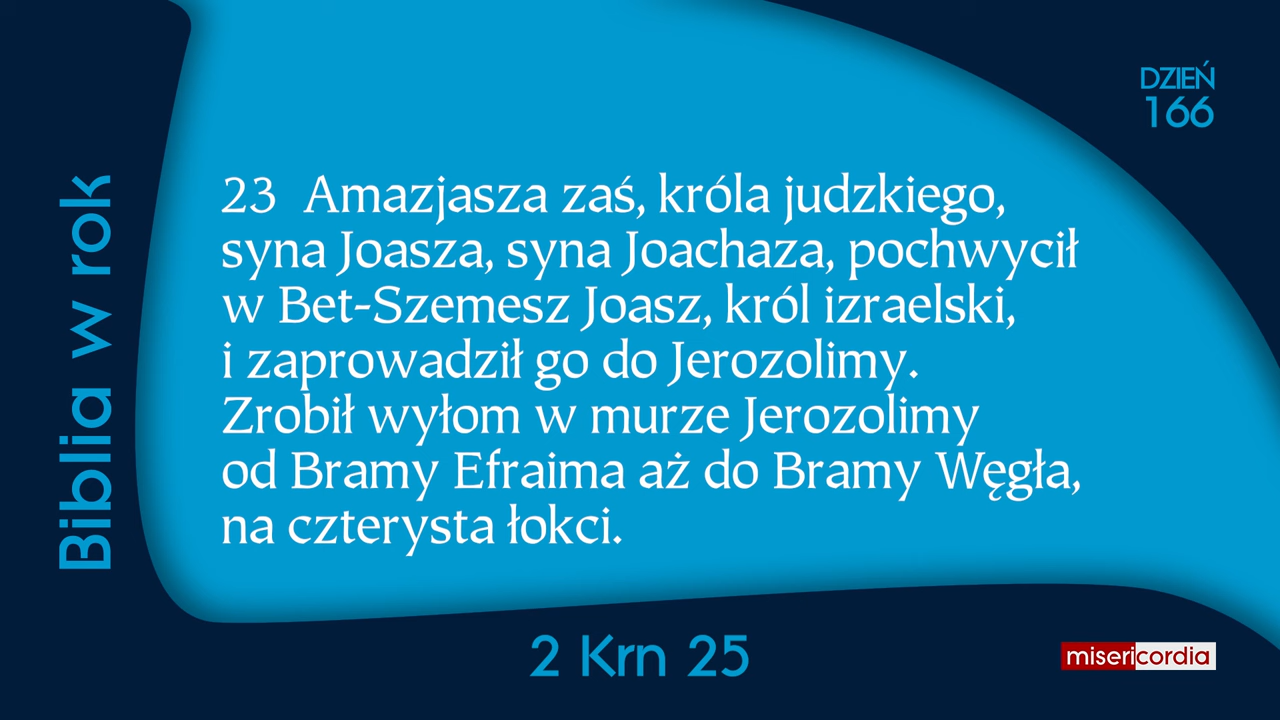 DZIEŃ
166
Biblia w rok
23 Amazjasza zaś, króla judzkiego,
syna Joasza, syna Joachaza, pochwycił
w Bet-Szemesz Joasz, król izraelski,
i zaprowadził go do Jerozolimy.
Zrobił wyłom w murze Jerozolimy
od Bramy Efraima aż do Bramy Węgła,
na czterysta łokci.
2 Krn 25
misericordia